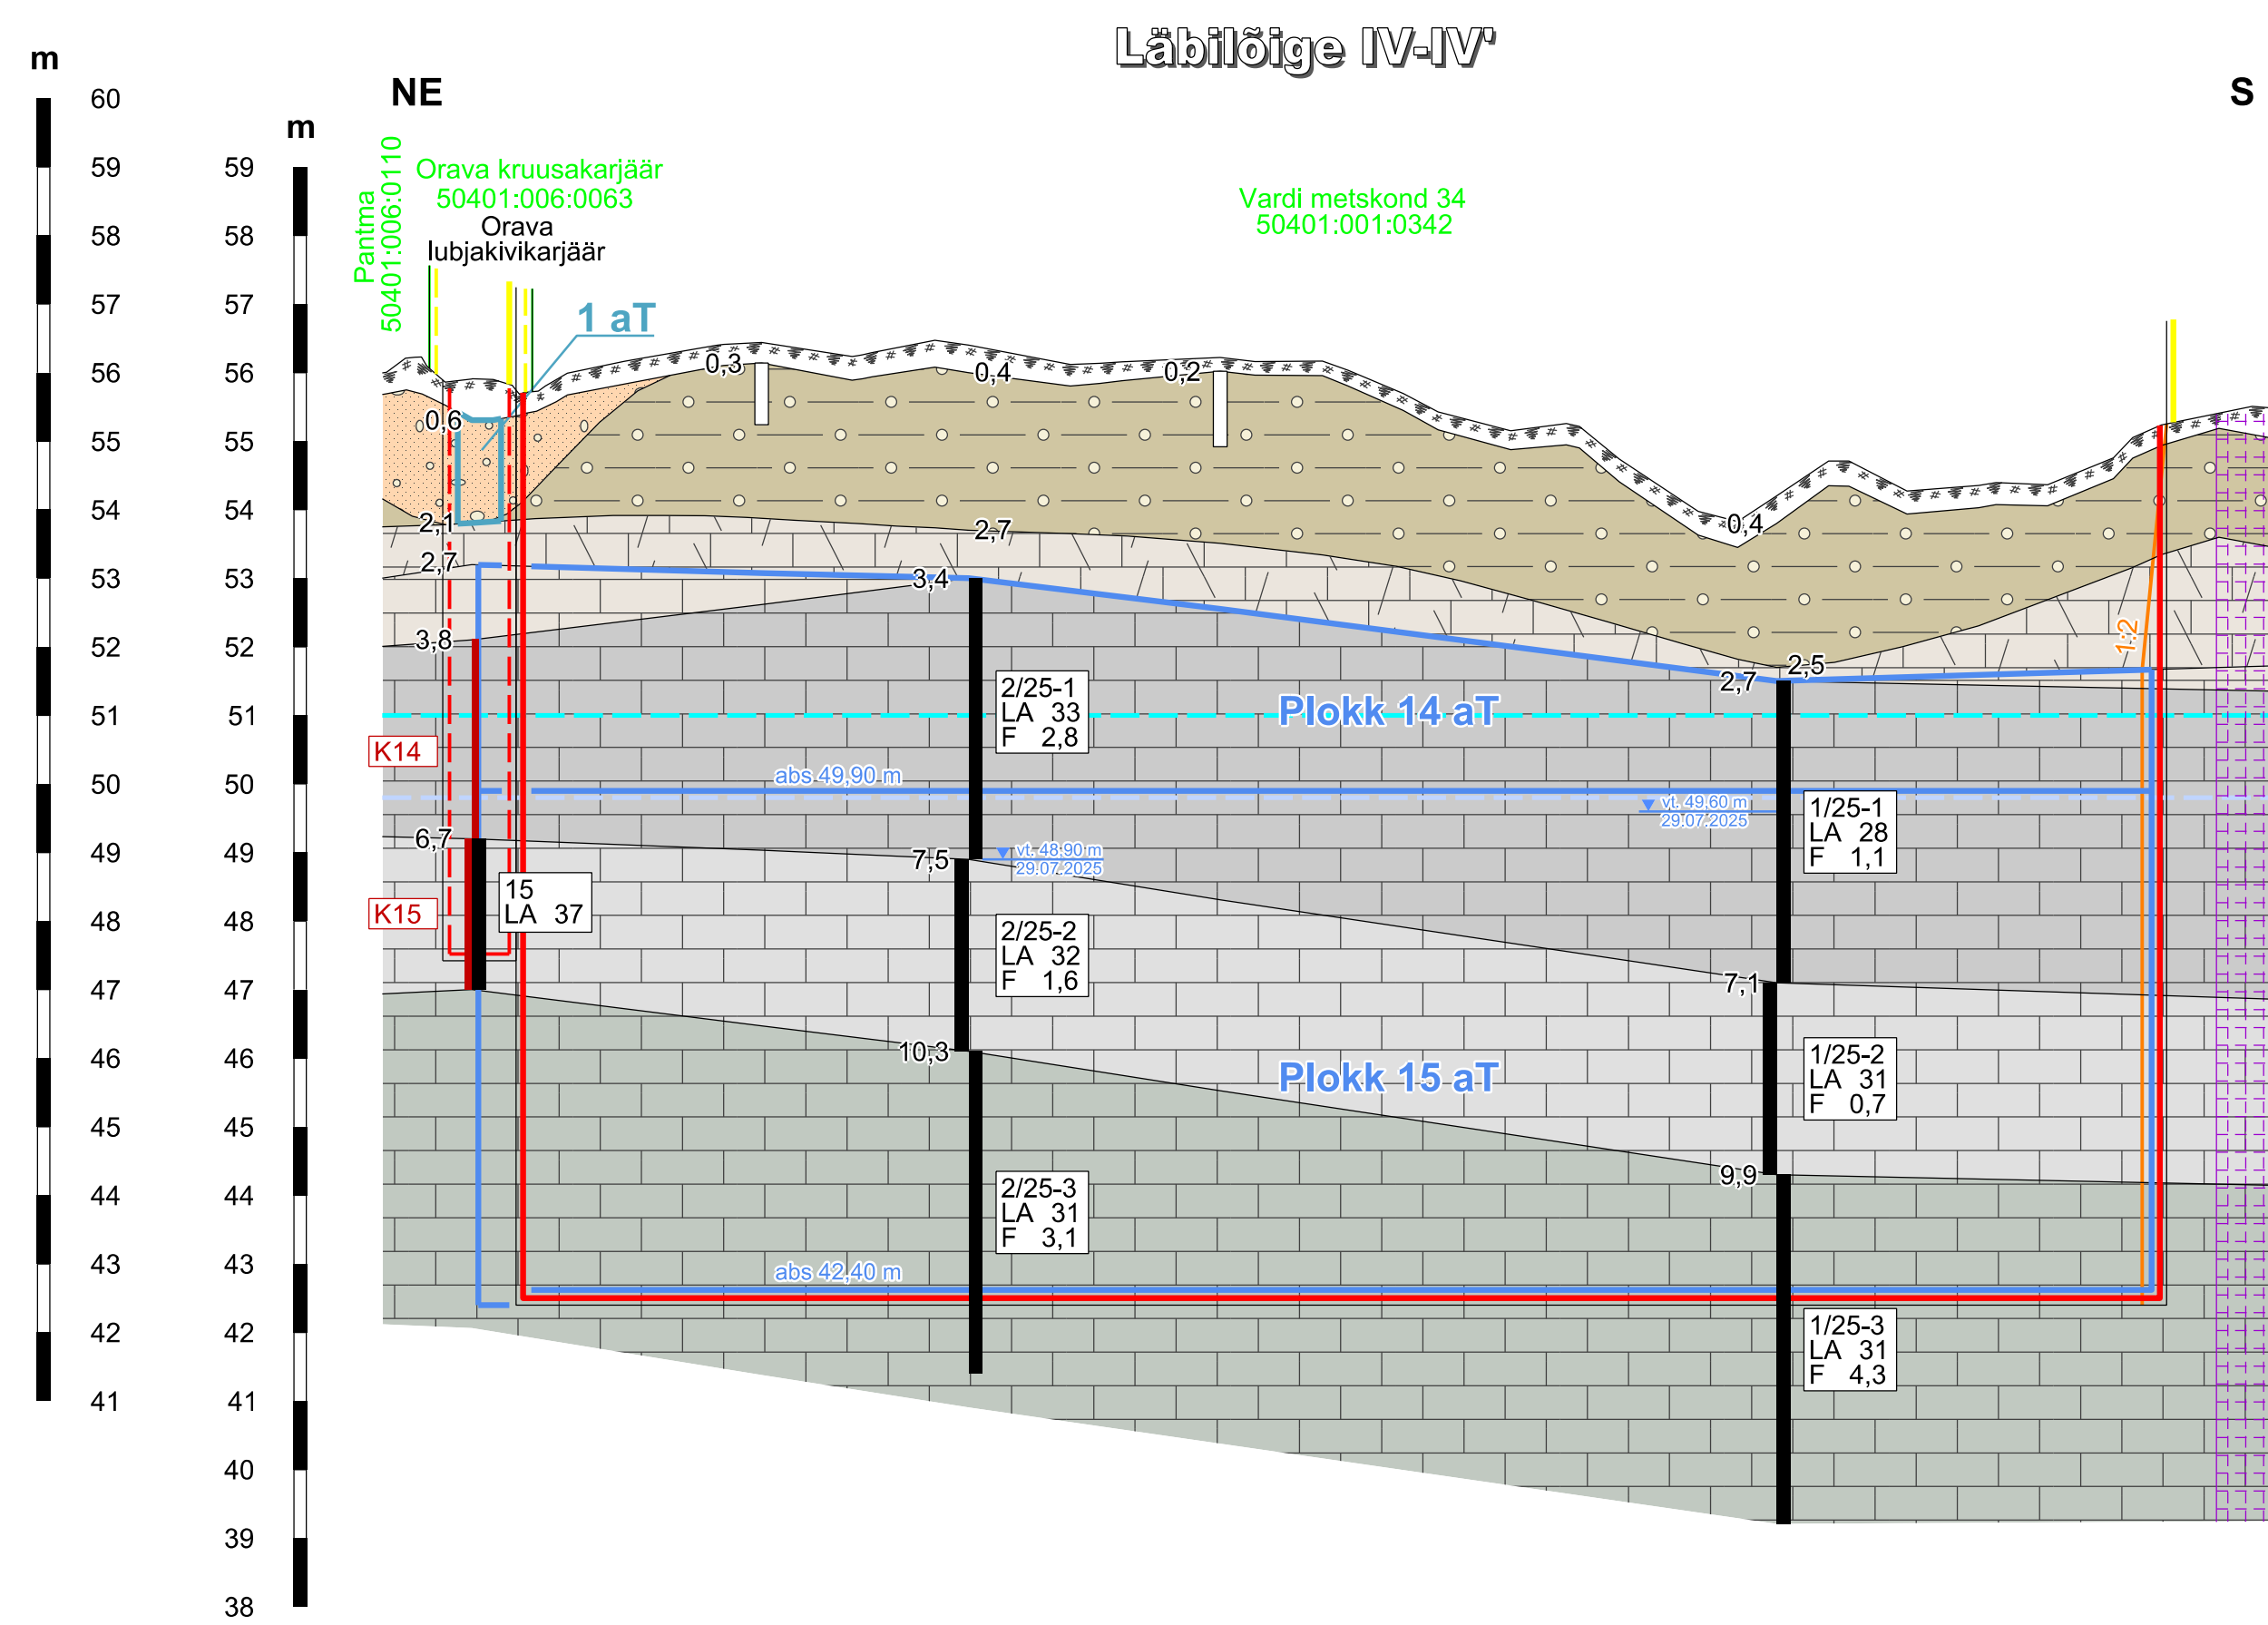 Läbilõige IV-IV'
m
NE
S
m
60
59
58
57
56
55
54
53
52
51
50
49
48
47
46
45
44
43
42
41
59
58
57
56
55
54
53
52
51
50
49
48
47
46
45
44
43
42
41
40
39
38
Pantma
50401:006:0110
Orava kruusakarjäär
50401:006:0063
Orava
lubjakivikarjäär
Vardi metskond 34
50401:001:0342
1 aT
0,3
0,4
0,2
0,6
0,4
2,1
2,7
2,7
3,4
3,8
2,5
2,7
1:2
2/25-1
LA 33
F 2,8
Plokk 14 aT
K14
abs 49,90 m
vt. 49,60 m
29.07.2025
1/25-1
LA 28
F 1,1
6,7
7,5
vt. 48,90 m
29.07.2025
15
LA 37
K15
2/25-2
LA 32
F 1,6
7,1
10,3
Plokk 15 aT
1/25-2
LA 31
F 0,7
9,9
2/25-3
LA 31
F 3,1
abs 42,40 m
1/25-3
LA 31
F 4,3